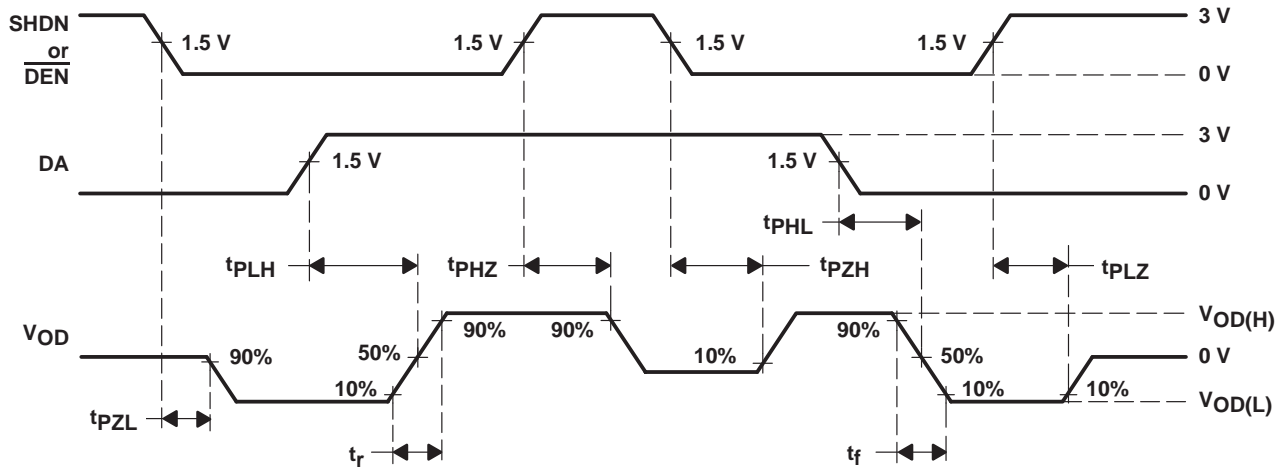 SHDN
or
DEN
1.5 V
1.5 V
1.5 V
1.5 V
3 V
0 V
DA
1.5 V
1.5 V
3 V
0 V
tPHL
tPLH
tPHZ
tPZH
tPLZ
VOD
90%
50%
10%
90%
90%
10%
90%
50%
10%
10%
VOD(H)
0 V
VOD(L)
tPZL
tr
tf